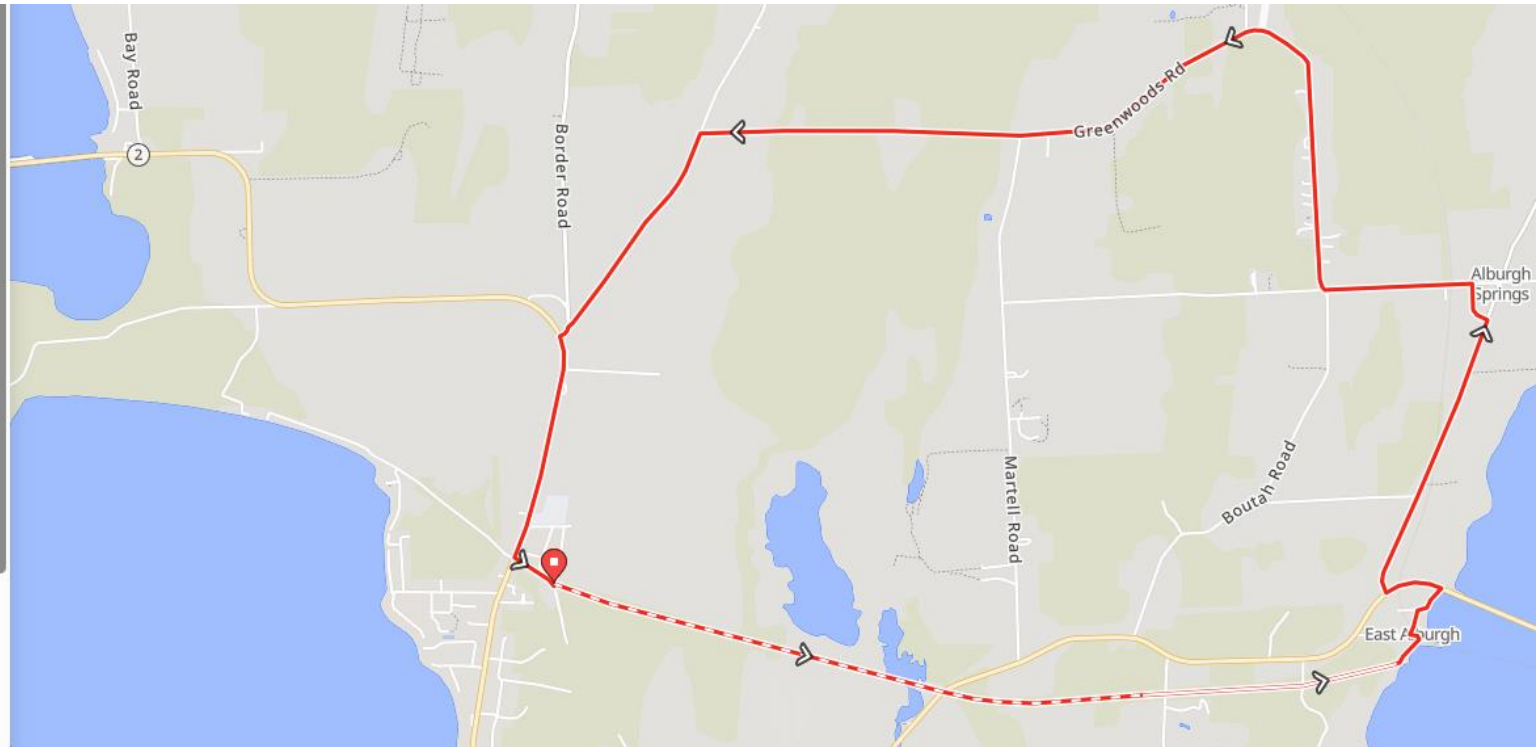 Bay Road
2
Border Road
Greenwoods Rd
Alburgh
Springs
Martell Road
Boutah Road
East Alburgh